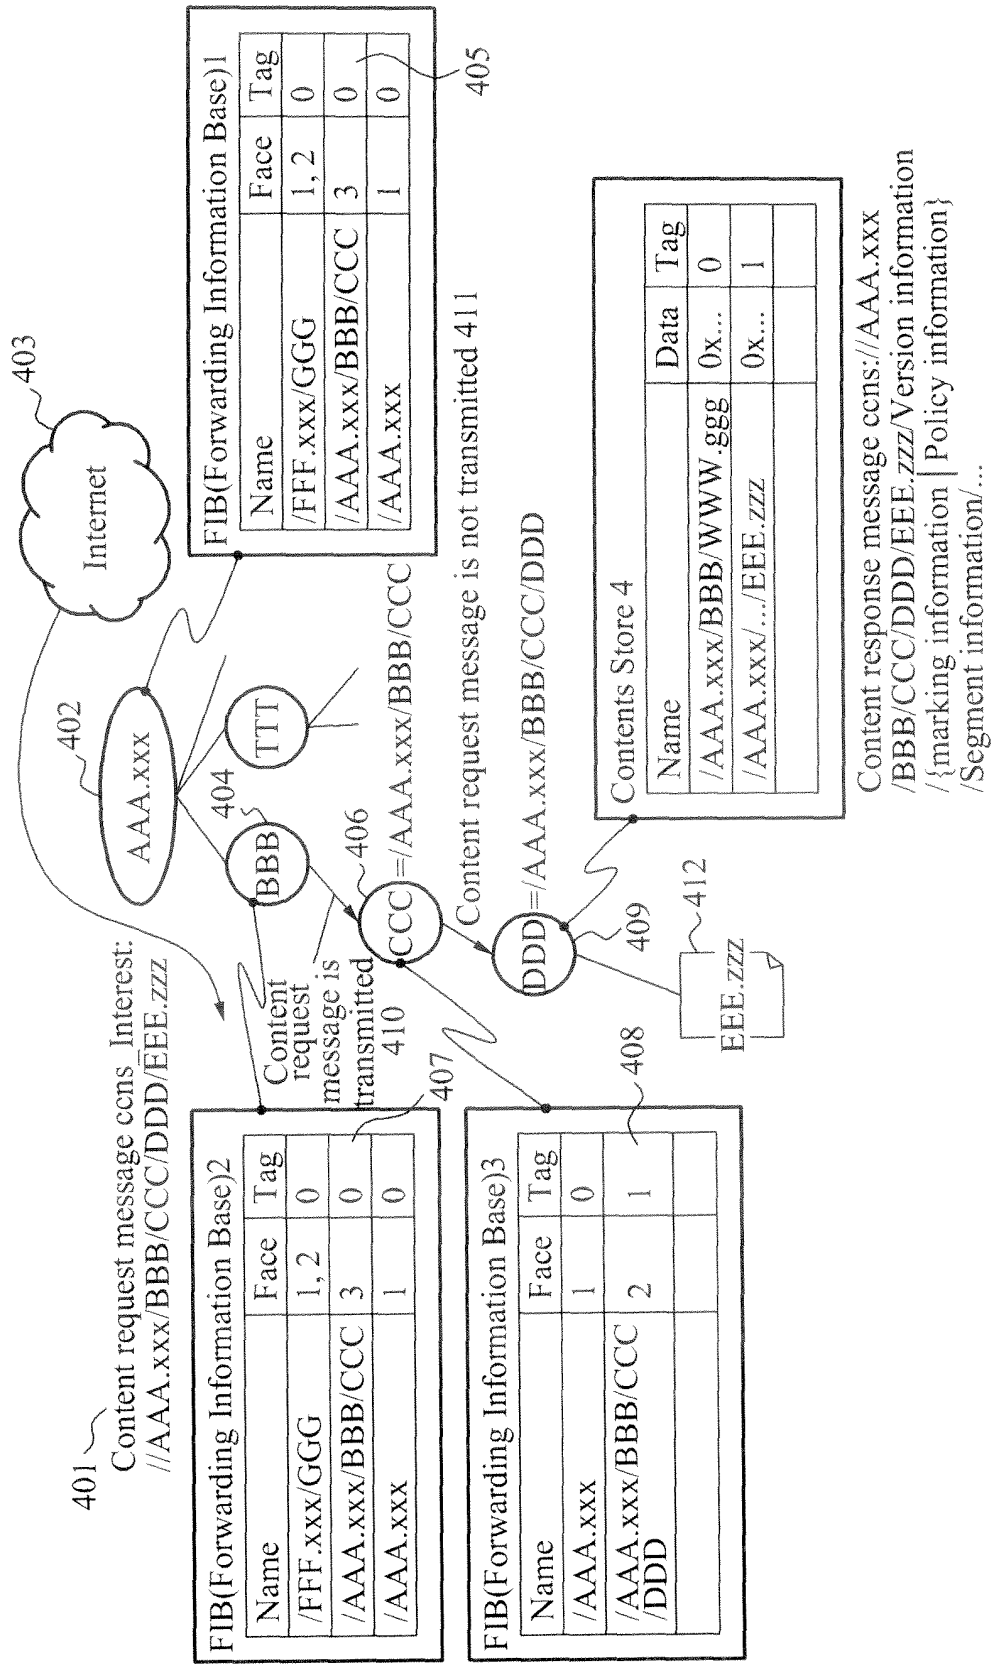 401
Content request message ccn_Interest:
//AAA.xxx/BBB/CCC/DDD/EEE.zzz
402
AAA.xxx
403
Internet
BBB
404
TTT
FIB(Forwarding Information Base)1
Name Face Tag
/FFF.xxx/GGG 1, 2 0
/AAA.xxx/BBB/CCC 3 0
/AAA.xxx 1 0
405
FIB(Forwarding Information Base)2
Name Face Tag
/FFF.xxx/GGG 1, 2 0
/AAA.xxx/BBB/CCC 3 0
/AAA.xxx 1 0
407
Content
request
message is
transmitted
410
406
CCC =/AAA.xxx/BBB/CCC
Content request message is not transmitted 411
FIB(Forwarding Information Base)3
Name Face Tag
/AAA.xxx 1 0
/AAA.xxx/BBB/CCC 2 1
/DDD
408
DDD =/AAA.xxx/BBB/CCC/DDD
409
EEE.zzz
412
Contents Store 4
Name Data Tag
/AAA.xxx/BBB/WWW.ggg 0x... 0
/AAA.xxx/.../EEE.zzz 0x... 1
Content response message ccns://AAA.xxx
/BBB/CCC/DDD/EEE.zzz/Version information
/{marking information | Policy information}
/Segment information/...